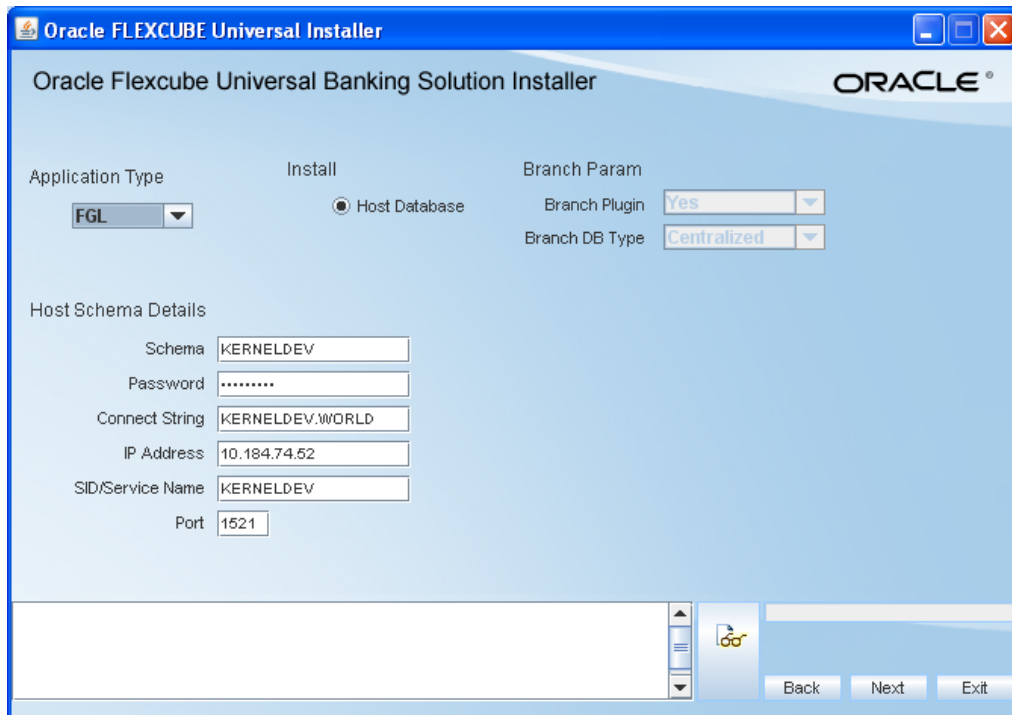 Oracle FLEXCUBE Universal Installer
Oracle Flexcube Universal Banking Solution Installer
ORACLE®
Application Type
FGL
Install
Host Database
Branch Param
Branch Plugin Yes
Branch DB Type Centralized
Host Schema Details
Schema KERNELDEV
Password •••••••••
Connect String KERNELDEV.WORLD
IP Address 10.184.74.52
SID/Service Name KERNELDEV
Port 1521
Back Next Exit